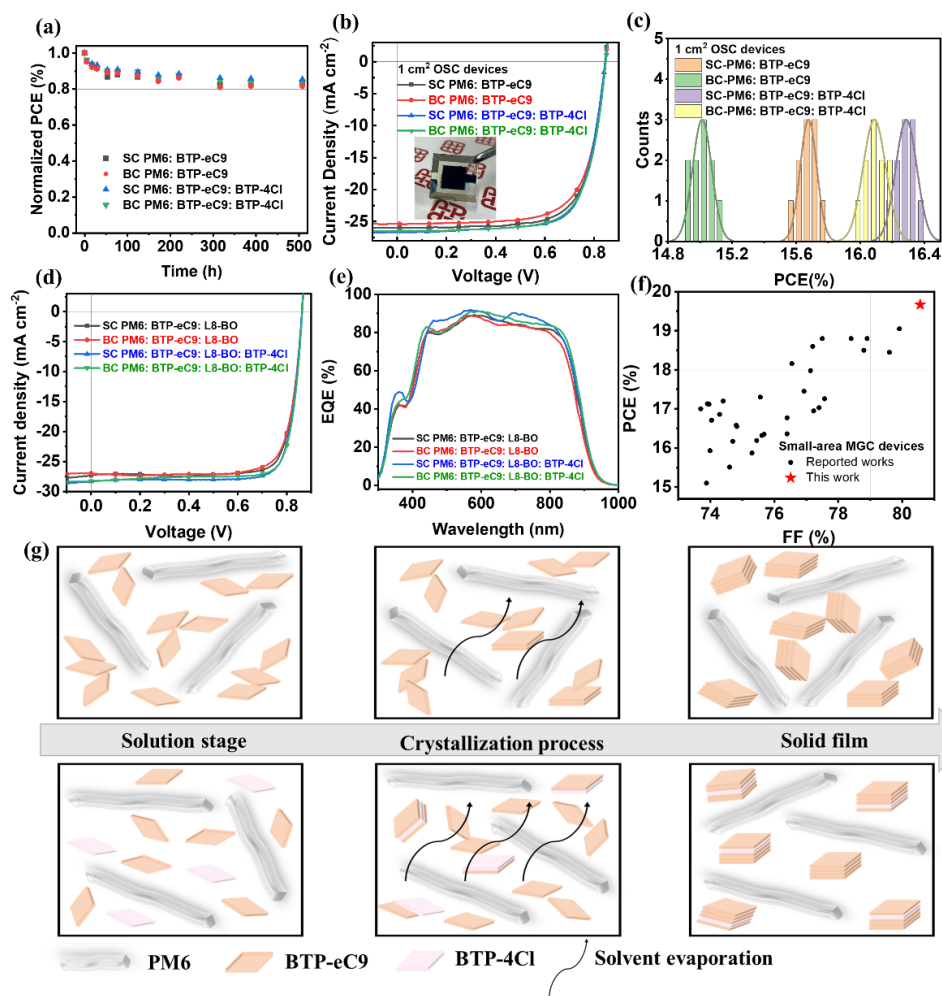 (a)
Normalized PCE (%)
1.0
0.8
0.6
0.4
0.2
0.0
SC PM6: BTP-eC9
BC PM6: BTP-eC9
SC PM6: BTP-eC9: BTP-4Cl
BC PM6: BTP-eC9: BTP-4Cl
0 100 200 300 400 500
Time (h)
(b)
Current Density (mA cm-2)
0
-5
-10
-15
-20
-25
1 cm2 OSC devices
SC PM6: BTP-eC9
BC PM6: BTP-eC9
SC PM6: BTP-eC9: BTP-4Cl
BC PM6: BTP-eC9: BTP-4Cl
0.0 0.2 0.4 0.6 0.8 1.0
Voltage (V)
(c)
Counts
5
4
3
2
1
0
1 cm2 OSC devices
SC-PM6: BTP-eC9
BC-PM6: BTP-eC9
SC-PM6: BTP-eC9: BTP-4Cl
BC-PM6: BTP-eC9: BTP-4Cl
14.8 15.2 15.6 16.0 16.4
PCE(%)
(d)
Current density (mA cm-2)
0
-5
-10
-15
-20
-25
-30
SC PM6: BTP-eC9: L8-BO
BC PM6: BTP-eC9: L8-BO
SC PM6: BTP-eC9: L8-BO: BTP-4Cl
BC PM6: BTP-eC9: L8-BO: BTP-4Cl
0.0 0.2 0.4 0.6 0.8 1.0
Voltage (V)
(e)
EQE (%)
100
80
60
40
20
0
SC PM6: BTP-eC9: L8-BO
BC PM6: BTP-eC9: L8-BO
SC PM6: BTP-eC9: L8-BO: BTP-4Cl
BC PM6: BTP-eC9: L8-BO: BTP-4Cl
400 600 800 1000
Wavelength (nm)
(f)
PCE (%)
20
19
18
17
16
15
Small-area MGC devices
Reported works
This work
74 76 78 80
FF (%)
(g)
Solution stage
Crystallization process
Solid film
PM6
BTP-eC9
BTP-4Cl
Solvent evaporation